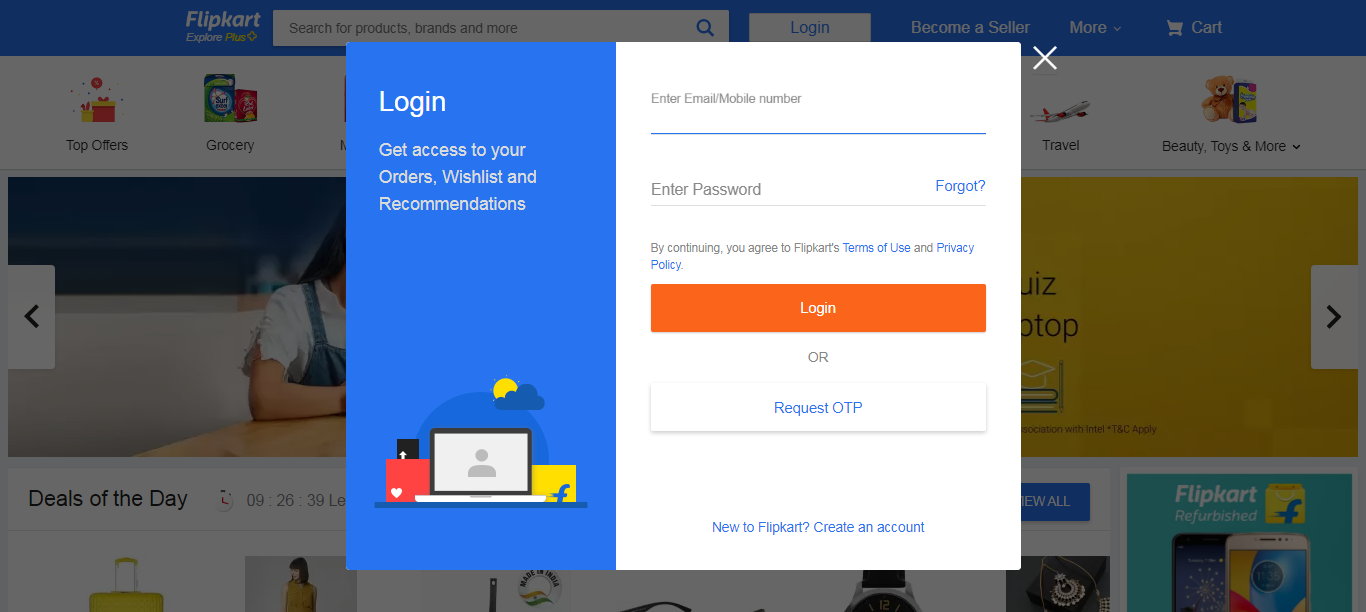 Flipkart
Explore Plus
Search for products, brands and more
Login
Become a Seller
More
Cart
Top Offers
Grocery
Travel
Beauty, Toys & More
Login
Get access to your
Orders, Wishlist and
Recommendations
Enter Email/Mobile number
Enter Password
Forgot?
By continuing, you agree to Flipkart's Terms of Use and Privacy
Policy.
Login
OR
Request OTP
New to Flipkart? Create an account
uiz
ptop
sociation with Intel *T&C Apply
Deals of the Day
09 : 26 : 39 Le
IEW ALL
Flipkart
Refurbished
MADE IN INDIA
12